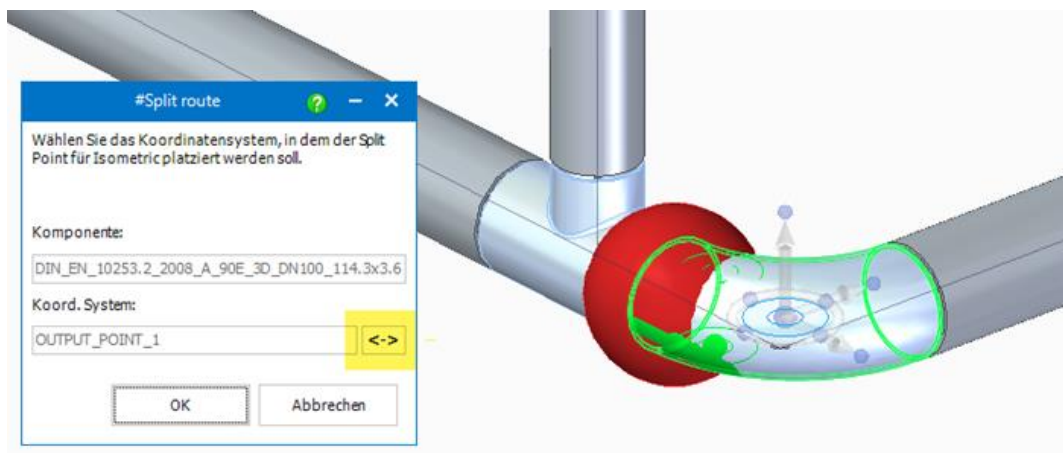 #Split route
?
Wählen Sie das Koordinatensystem, in dem der Split
Point für Isometric platziert werden soll.
Komponente:
DIN_EN_10253.2_2008_A_90E_3D_DN100_114.3x3.6
Koord. System:
OUTPUT_POINT_1
<->
OK
Abbrechen